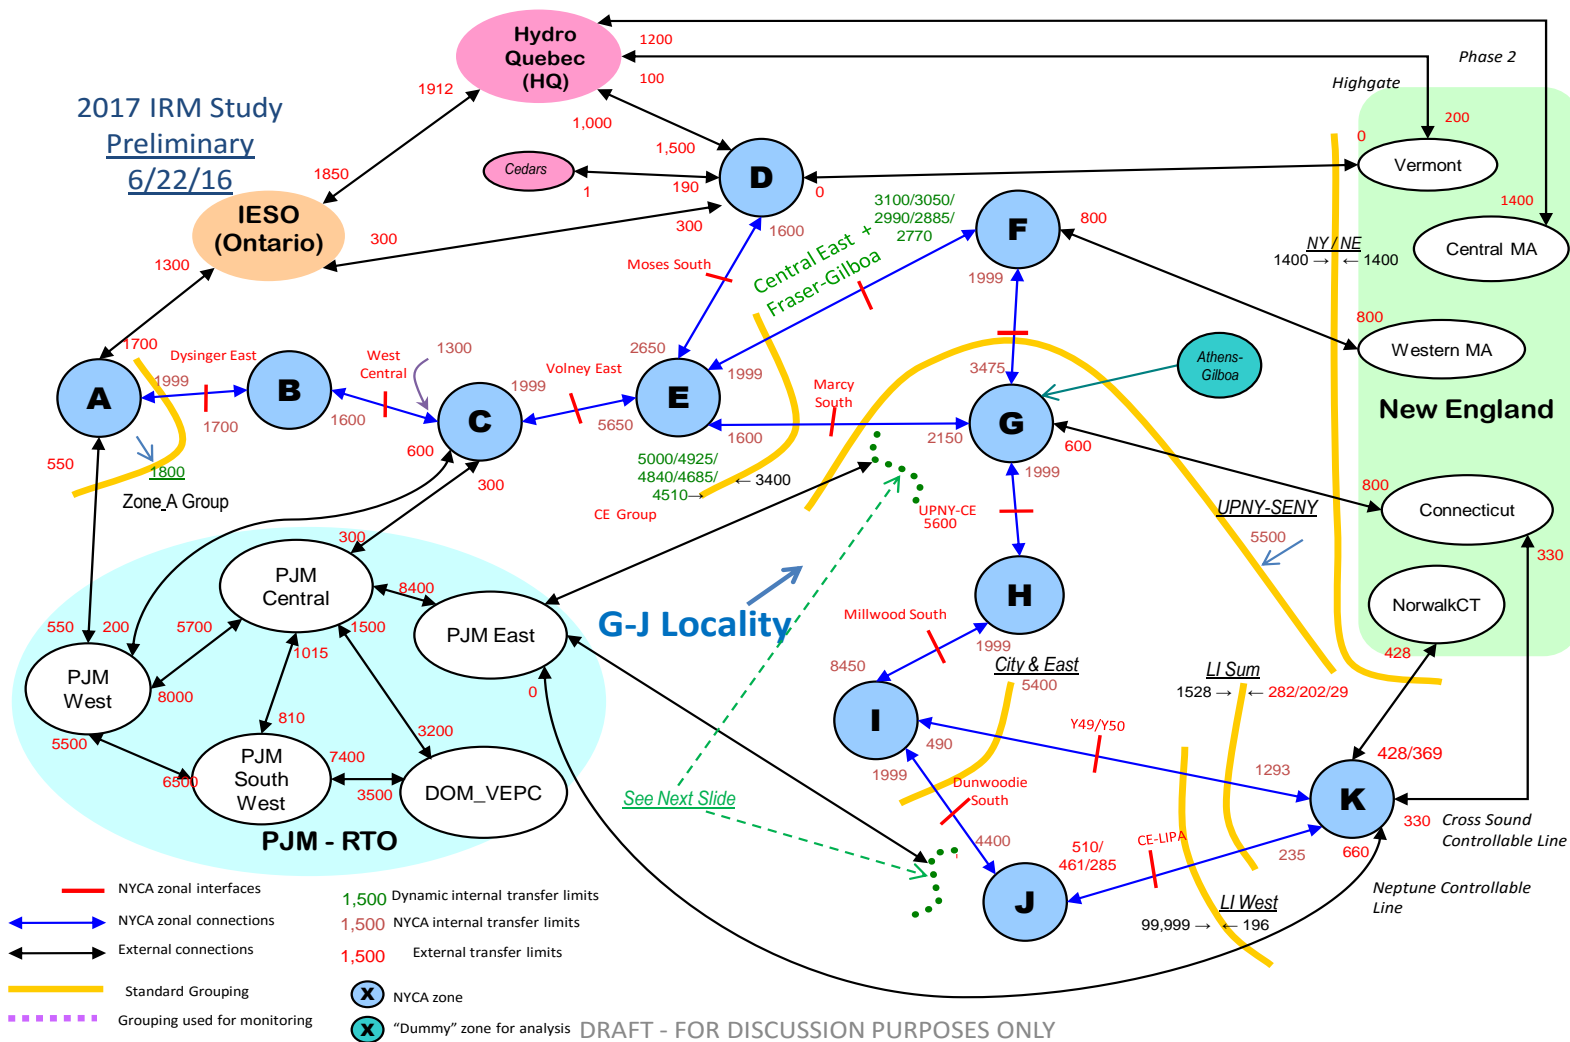 Hydro
Quebec
(HQ)
1200
100
Phase 2
Highgate
1912
2017 IRM Study
Preliminary
6/22/16
1,000
1,500
200
0
Vermont
Cedars
1
190
D
0
1850
IESO
(Ontario)
300
300
1600
3100/3050/
2990/2885/
2770
F
800
1400
Central MA
NY / NE
1400 → ← 1400
1300
Moses South
Central East +
Fraser-Gilboa
1999
1700
Dysinger East
West
Central
1300
Volney East
2650
1999
800
Western MA
Athens-
Gilboa
A
1999
B
1700
1600
C
1999
5650
E
1600
Marcy
South
3475
G
2150
1999
600
New England
550
1800
Zone_A Group
600
300
5000/4925/
4840/4685/
4510→
← 3400
CE Group
UPNY-CE
5600
UPNY-SENY
5500
800
Connecticut
330
300
PJM
Central
8400
PJM East
G-J Locality
H
Millwood South
1999
NorwalkCT
428
550
200
5700
1500
1015
PJM
West
8000
0
8450
City & East
5400
LI Sum
1528 → ← 282/202/29
I
490
Y49/Y50
5500
810
3200
6500
PJM
South
West
7400
3500
DOM_VEPC
PJM - RTO
See Next Slide
1999
Dunwoodie
South
1293
428/369
K
330
Cross Sound
Controllable Line
4400
510/
461/285
CE-LIPA
235
660
J
LI West
99,999 → ← 196
Neptune Controllable
Line
NYCA zonal interfaces
NYCA zonal connections
External connections
Standard Grouping
Grouping used for monitoring
1,500 Dynamic internal transfer limits
1,500 NYCA internal transfer limits
1,500 External transfer limits
X NYCA zone
X "Dummy" zone for analysis
DRAFT - FOR DISCUSSION PURPOSES ONLY